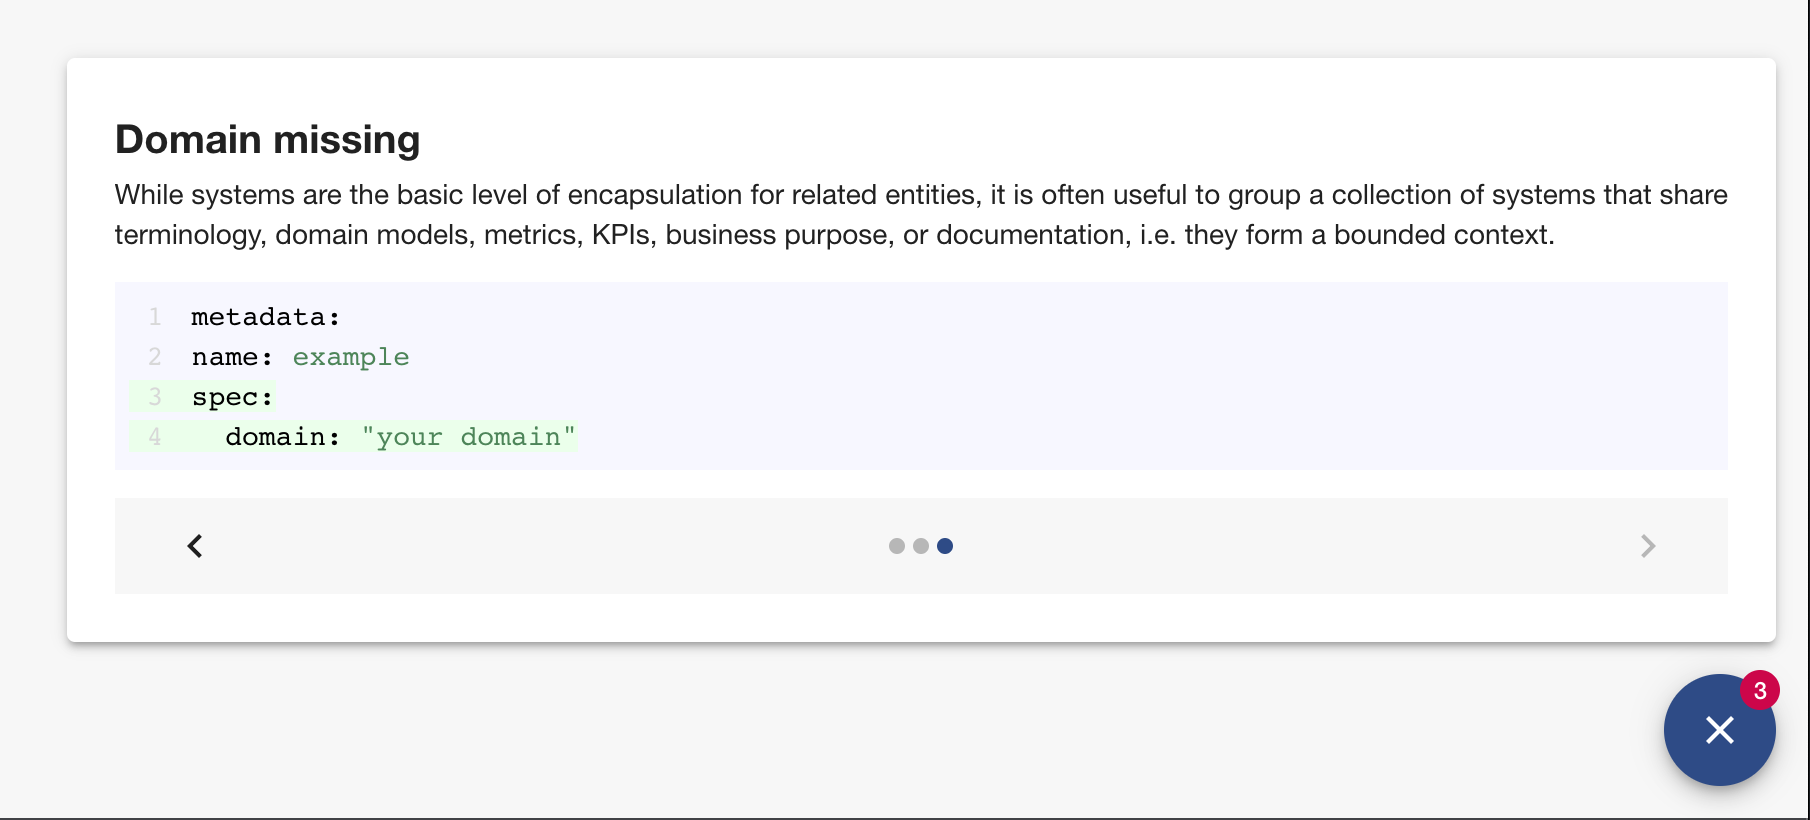 Domain missing
While systems are the basic level of encapsulation for related entities, it is often useful to group a collection of systems that share
terminology, domain models, metrics, KPIs, business purpose, or documentation, i.e. they form a bounded context.
1 metadata:
2 name: example
3 spec:
4   domain: "your domain"
3